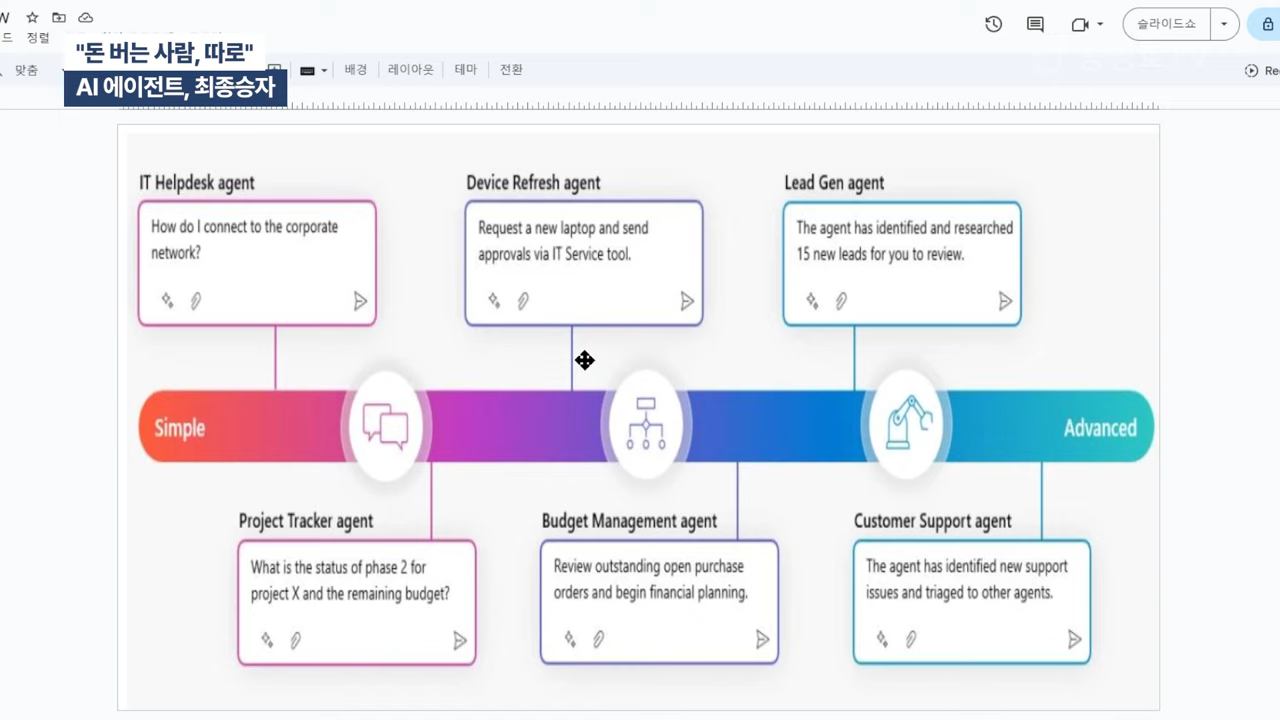 W
드
정렬
슬라이드쇼
Rec
"돈 버는 사람, 따로"
AI 에이전트, 최종승자
맞춤
배경
레이아웃
테마
전환
IT Helpdesk agent
How do I connect to the corporate
network?
Device Refresh agent
Request a new laptop and send
approvals via IT Service tool.
Lead Gen agent
The agent has identified and researched
15 new leads for you to review.
Simple
Advanced
Project Tracker agent
What is the status of phase 2 for
project X and the remaining budget?
Budget Management agent
Review outstanding open purchase
orders and begin financial planning.
Customer Support agent
The agent has identified new support
issues and triaged to other agents.